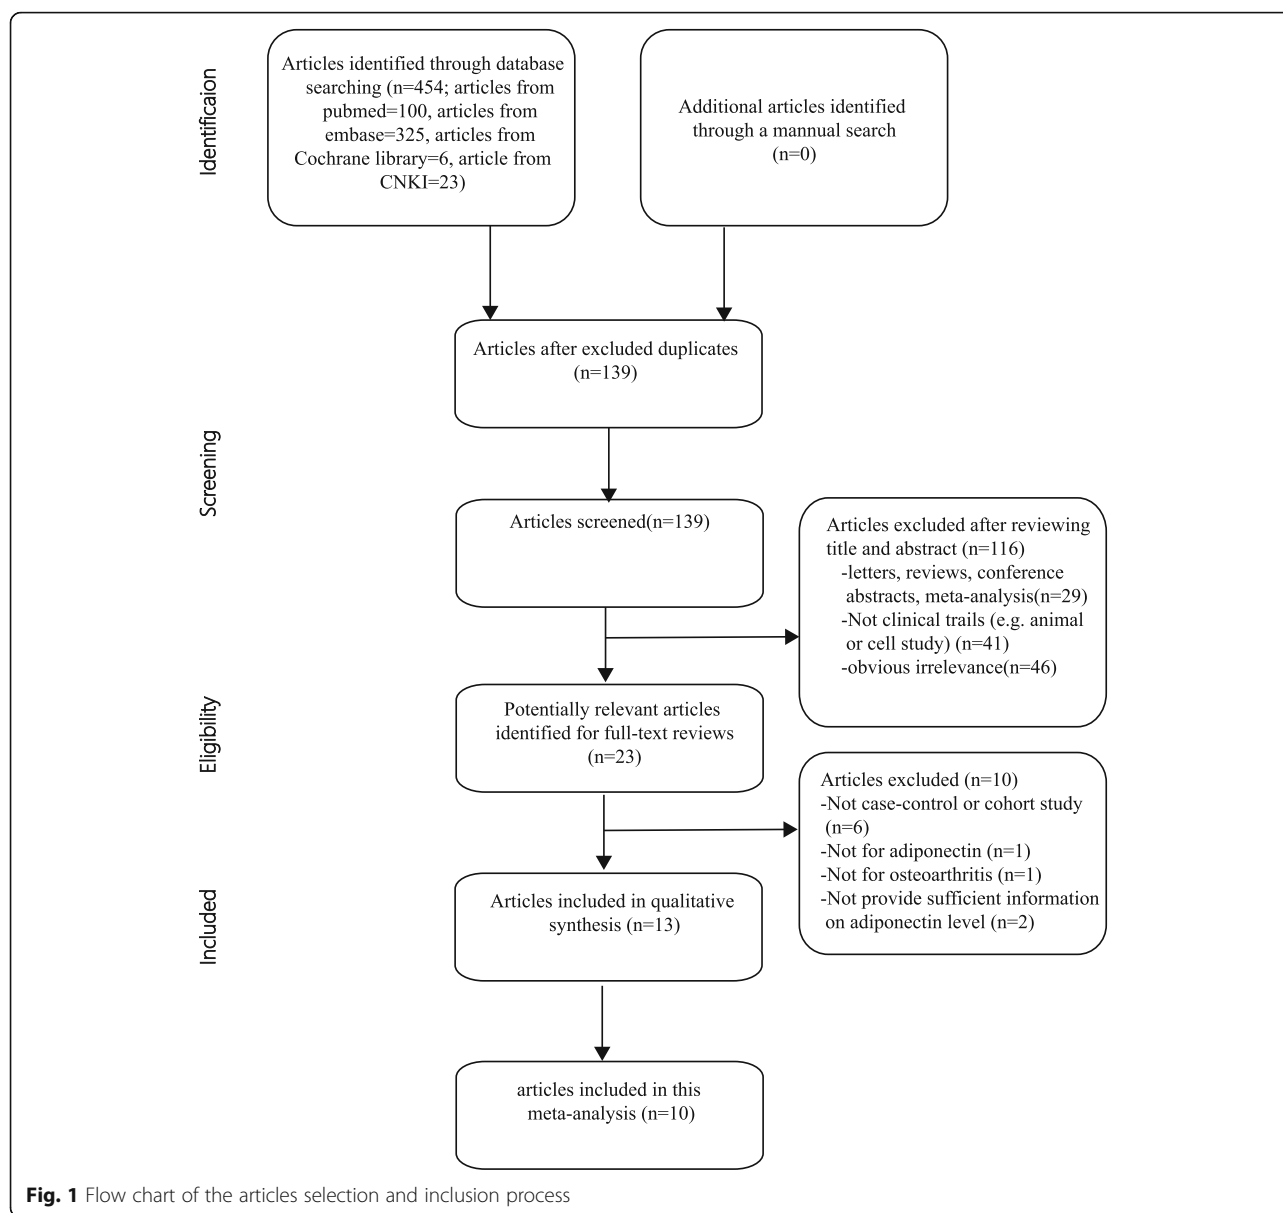 Identificaion
Articles identified through database
searching (n=454; articles from
pubmed=100, articles from
embase=325, articles from
Cochrane library=6, article from
CNKI=23)
Additional articles identified
through a mannual search
(n=0)
Articles after excluded duplicates
(n=139)
Screening
Articles screened(n=139)
Articles excluded after reviewing
title and abstract (n=116)
-letters, reviews, conference
abstracts, meta-analysis(n=29)
-Not clinical trails (e.g. animal
or cell study) (n=41)
-obvious irrelevance(n=46)
Eligibility
Potentially relevant articles
identified for full-text reviews
(n=23)
Articles excluded (n=10)
-Not case-control or cohort study
(n=6)
-Not for adiponectin (n=1)
-Not for osteoarthritis (n=1)
-Not provide sufficient information
on adiponectin level (n=2)
Included
Articles included in qualitative
synthesis (n=13)
articles included in this
meta-analysis (n=10)
Fig. 1 Flow chart of the articles selection and inclusion process